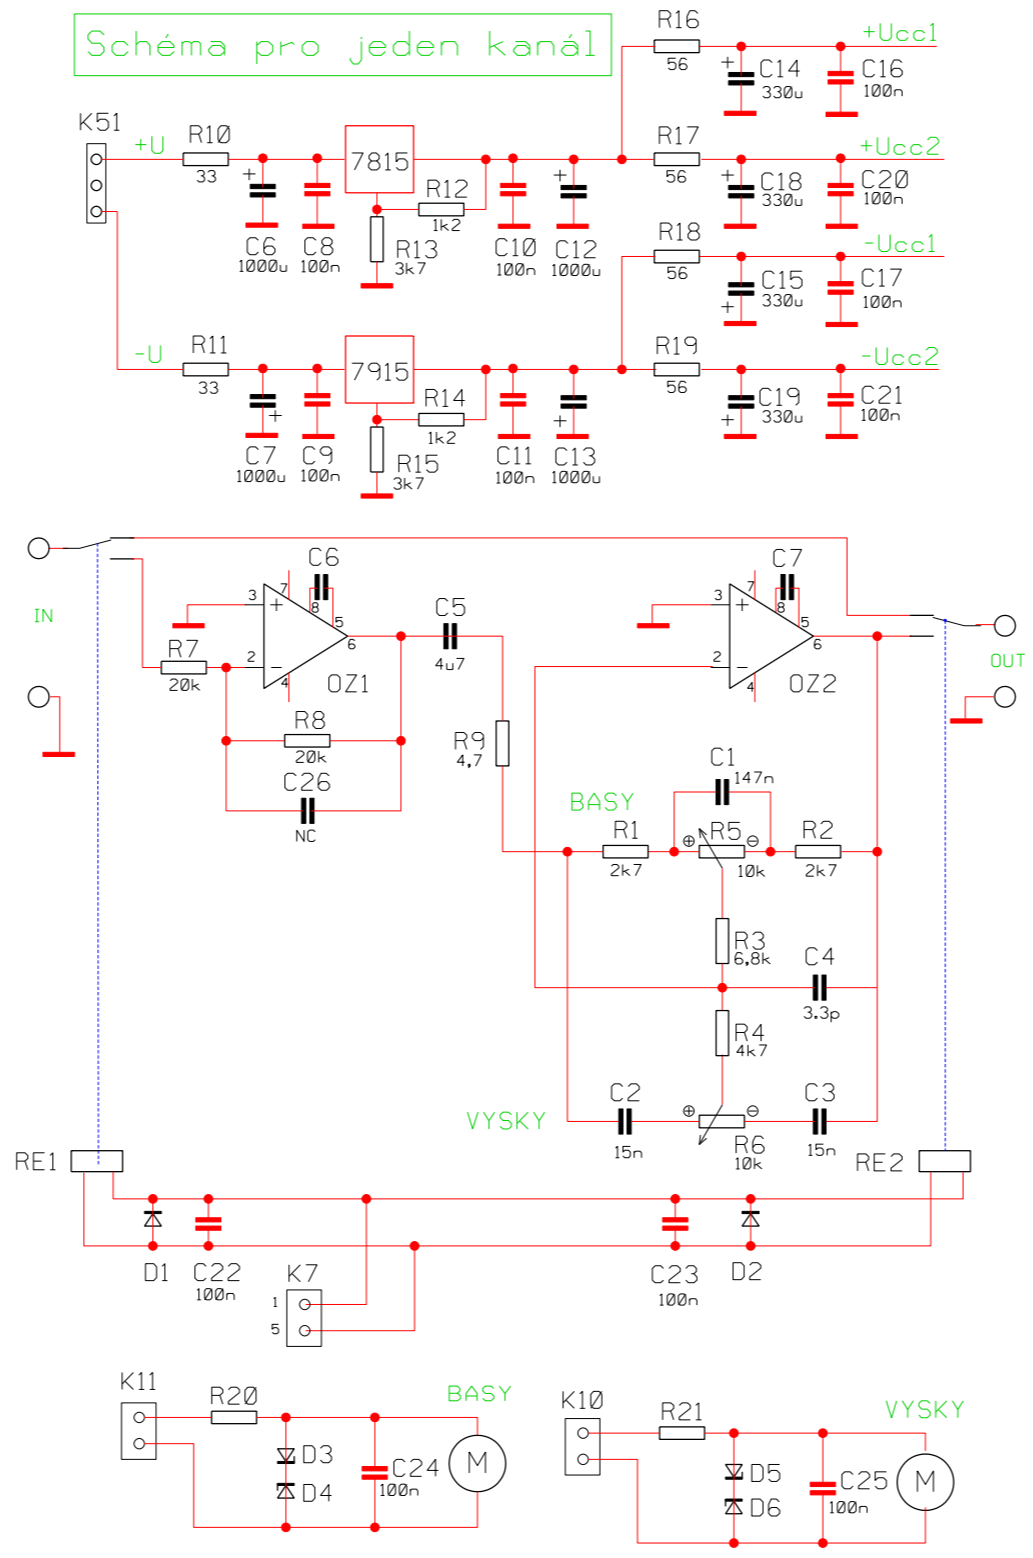 Schéma pro jeden kanál
R16
56
+Ucc1
C14
330u
C16
100n
K51
+U
R10
33
7815
R12
1k2
R13
3k7
+
C6
1000u
C8
100n
C10
100n
+
C12
1000u
R17
56
+Ucc2
+
C18
330u
C20
100n
R18
56
-Ucc1
C15
330u
+
C17
100n
-U
R11
33
7915
R14
1k2
R15
3k7
+
C7
1000u
C9
100n
C11
100n
+
C13
1000u
R19
56
-Ucc2
C19
330u
+
C21
100n
IN
R7
20k
3
+
2
-
7
8
5
6
4
C6
OZ1
R8
20k
C26
NC
C5
4u7
R9
4,7
3
+
2
-
7
8
5
6
4
C7
OZ2
OUT
BASY
C1
147n
R1
2k7
+
R5
-
10k
R2
2k7
R3
6,8k
C4
3.3p
R4
4k7
VYSKY
C2
15n
+
-
R6
10k
C3
15n
RE1
RE2
D1
C22
100n
K7
1
5
C23
100n
D2
K11
R20
BASY
D3
D4
C24
100n
M
K10
R21
VYSKY
D5
D6
C25
100n
M